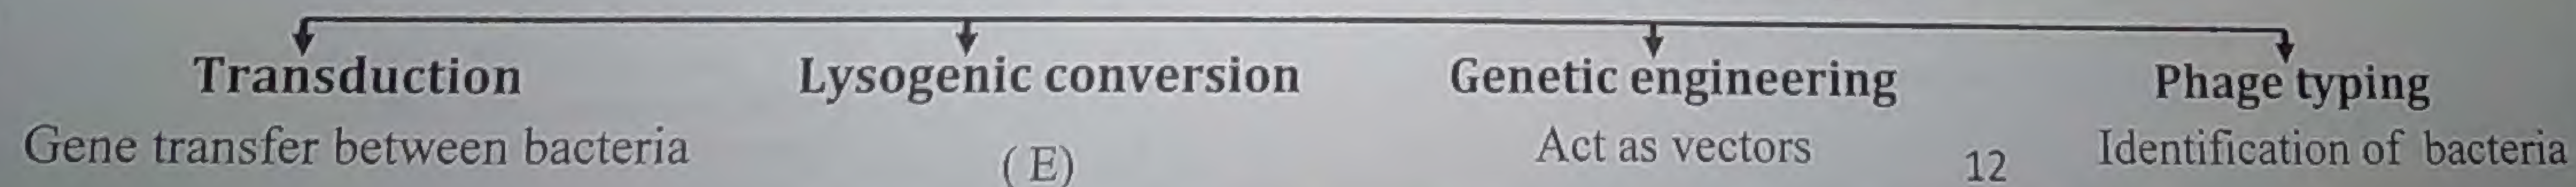 Transduction Lysogenic conversion Genetic engineering Phage typing
Gene transfer between bacteria (E) Act as vectors 12 Identification of bacteria